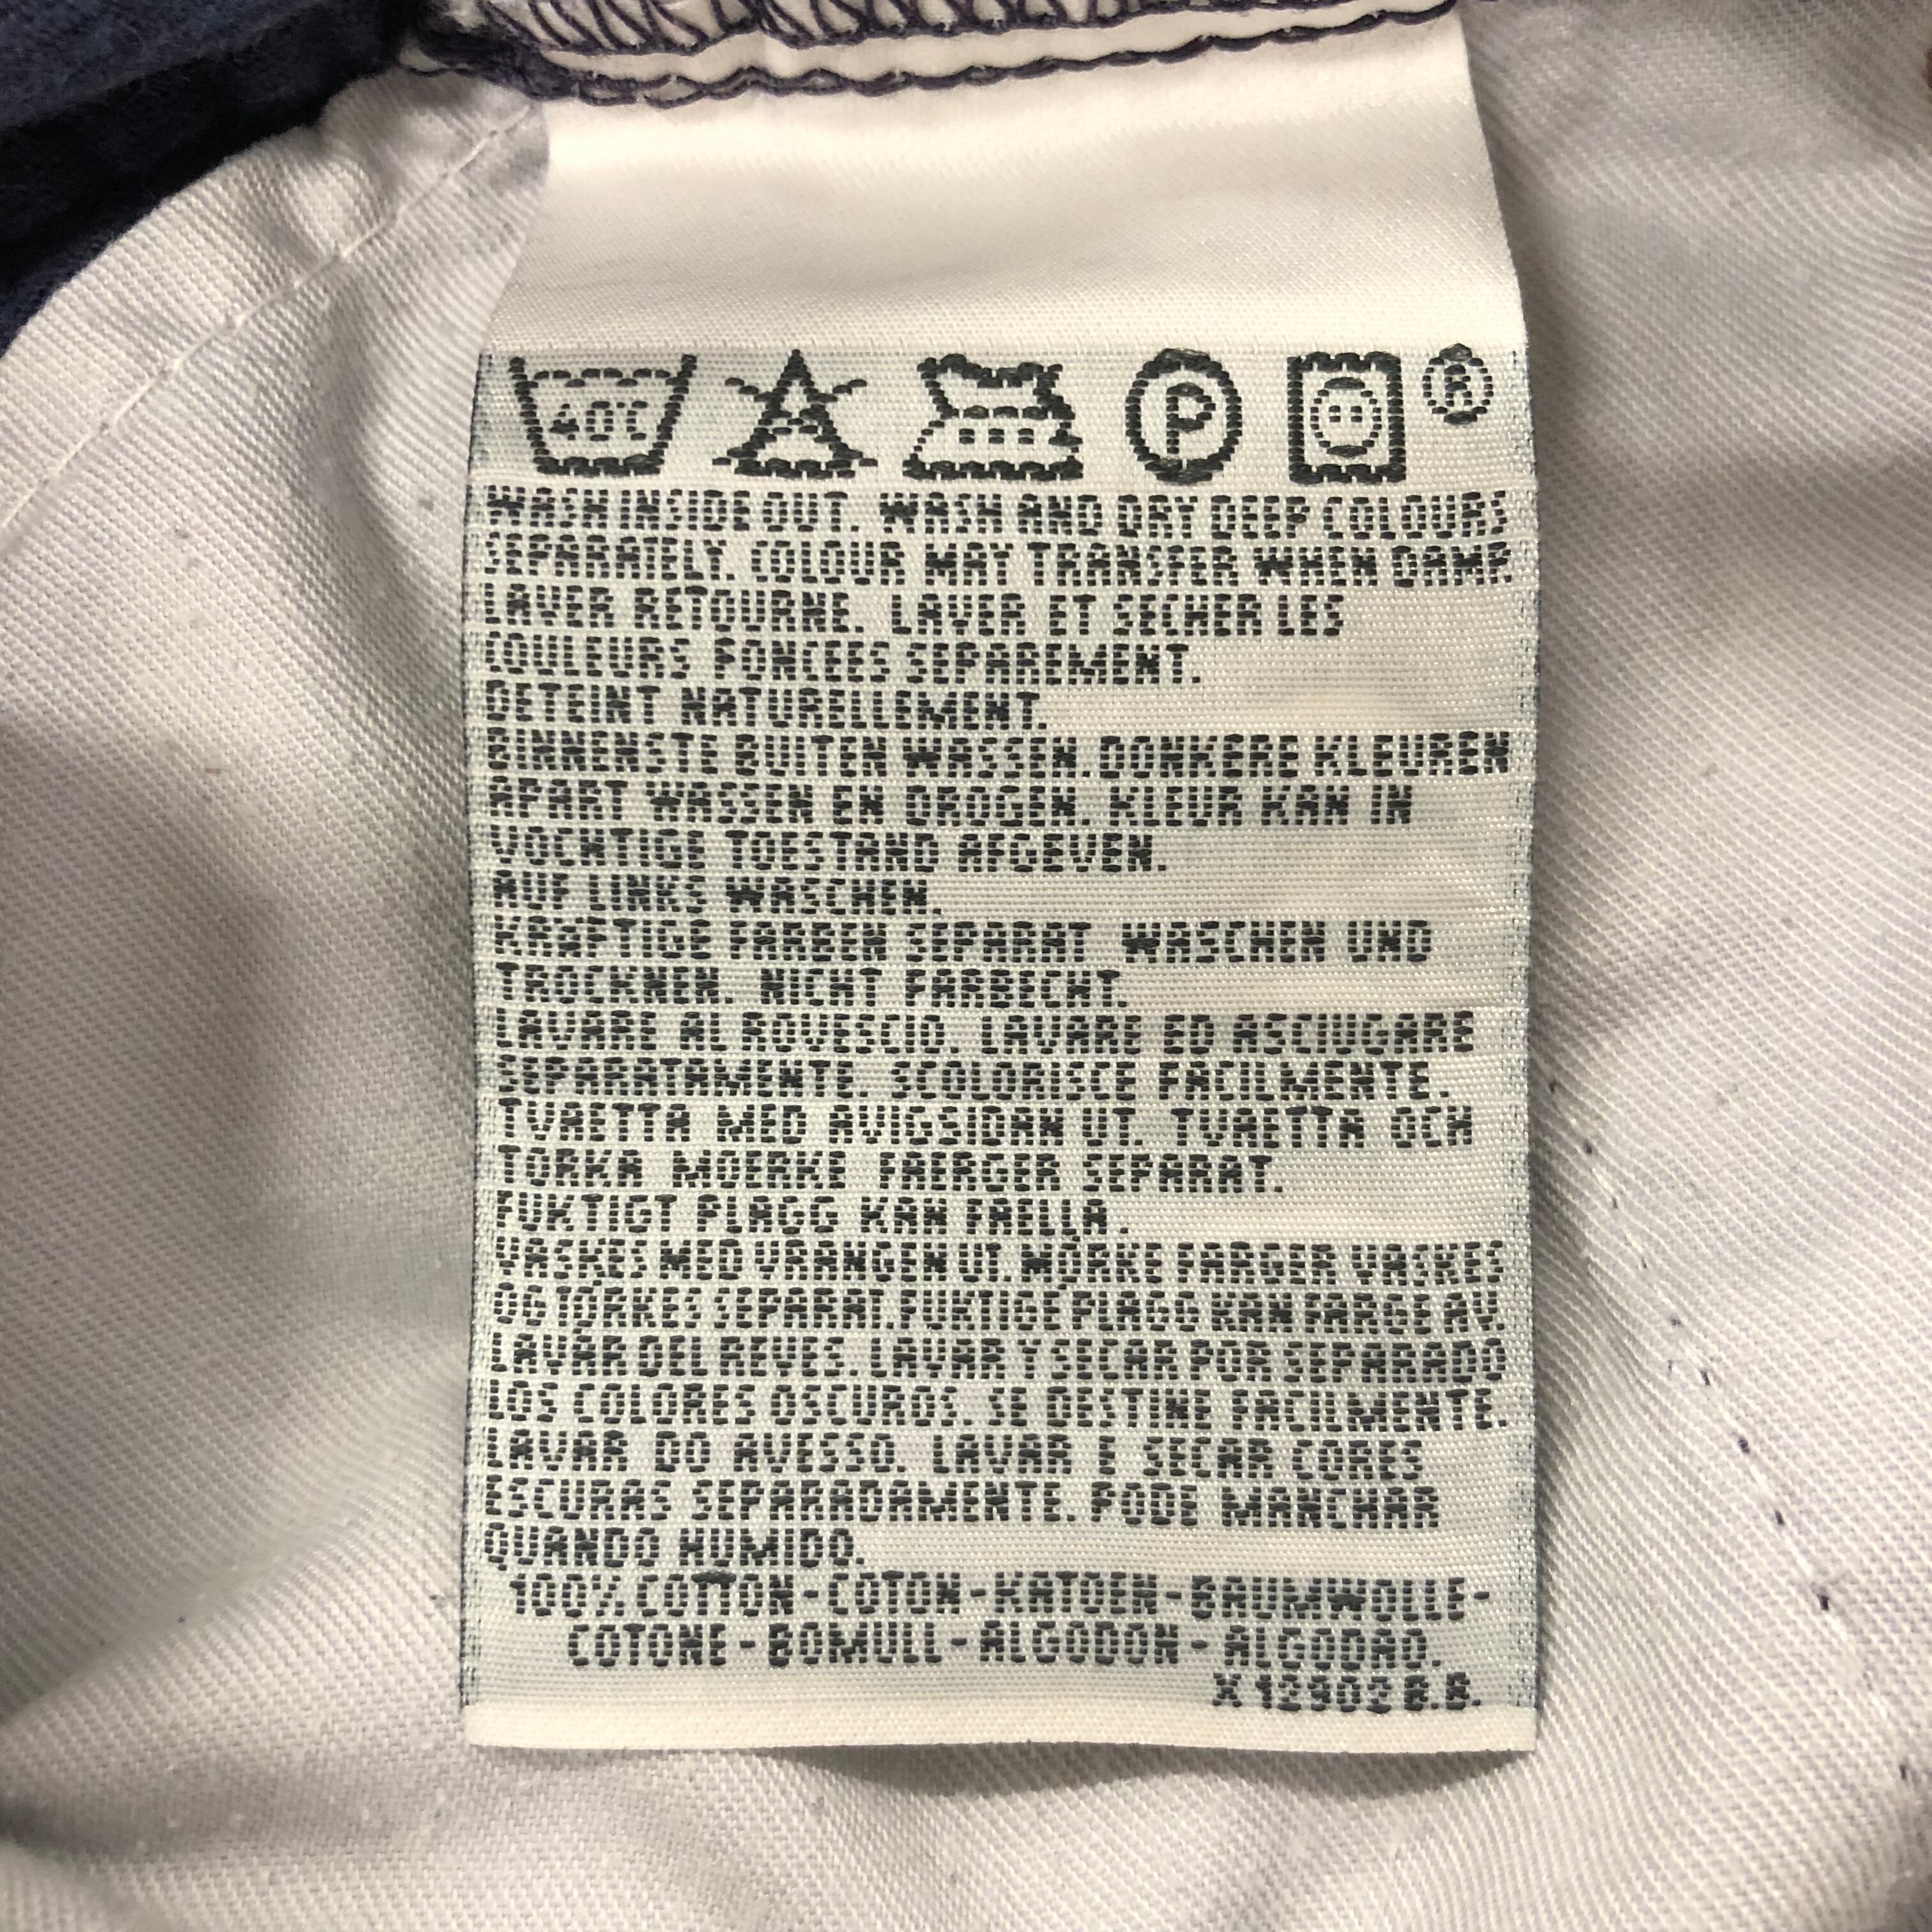 40°C P ®
WASH INSIDE OUT. WASH AND DRY DEEP COLOURS
SEPARATELY. COLOUR MAY TRANSFER WHEN DAMP.
LAVER RETOURNE. LAVER ET SECHER LES
COULEURS FONCEES SEPAREMENT.
DETEINT NATURELLEMENT.
BINNENSTE BUITEN WASSEN. DONKERE KLEUREN
APART WASSEN EN DROGEN. KLEUR KAN IN
VOCHTIGE TOESTAND AFGEVEN.
AUF LINKS WASCHEN.
KRAFTIGE FARBEN SEPARAT WASCHEN UND
TROCKNEN. NICHT FARBECHT.
LAVARE AL ROVESCIO. LAVARE ED ASCIUGARE
SEPARATAMENTE. SCOLORISCE FACILMENTE.
TVAETTA MED AVIGSIDAN UT. TVAETTA OCH
TORKA MOERKE FAERGER SEPARAT.
FUKTIGT PLAGG KAN FAELLA.
VASKES MED VRANGEN UT. MÖRKE FARGER VASKES
OG TÖRKES SEPARAT. FUKTIGE PLAGG KAN FARGE AV.
LAVAR DEL REVES. LAVAR Y SECAR POR SEPARADO
LOS COLORES OSCUROS. SE DESTINE FACILMENTE.
LAVAR DO AVESSO. LAVAR E SECAR CORES
ESCURAS SEPARADAMENTE. PODE MANCHAR
QUANDO HUMIDO.
100% COTTON-COTON-KATOEN-BAUMWOLLE-
COTONE-BOMULL-ALGODON-ALGODAO.
X12902 B.B.